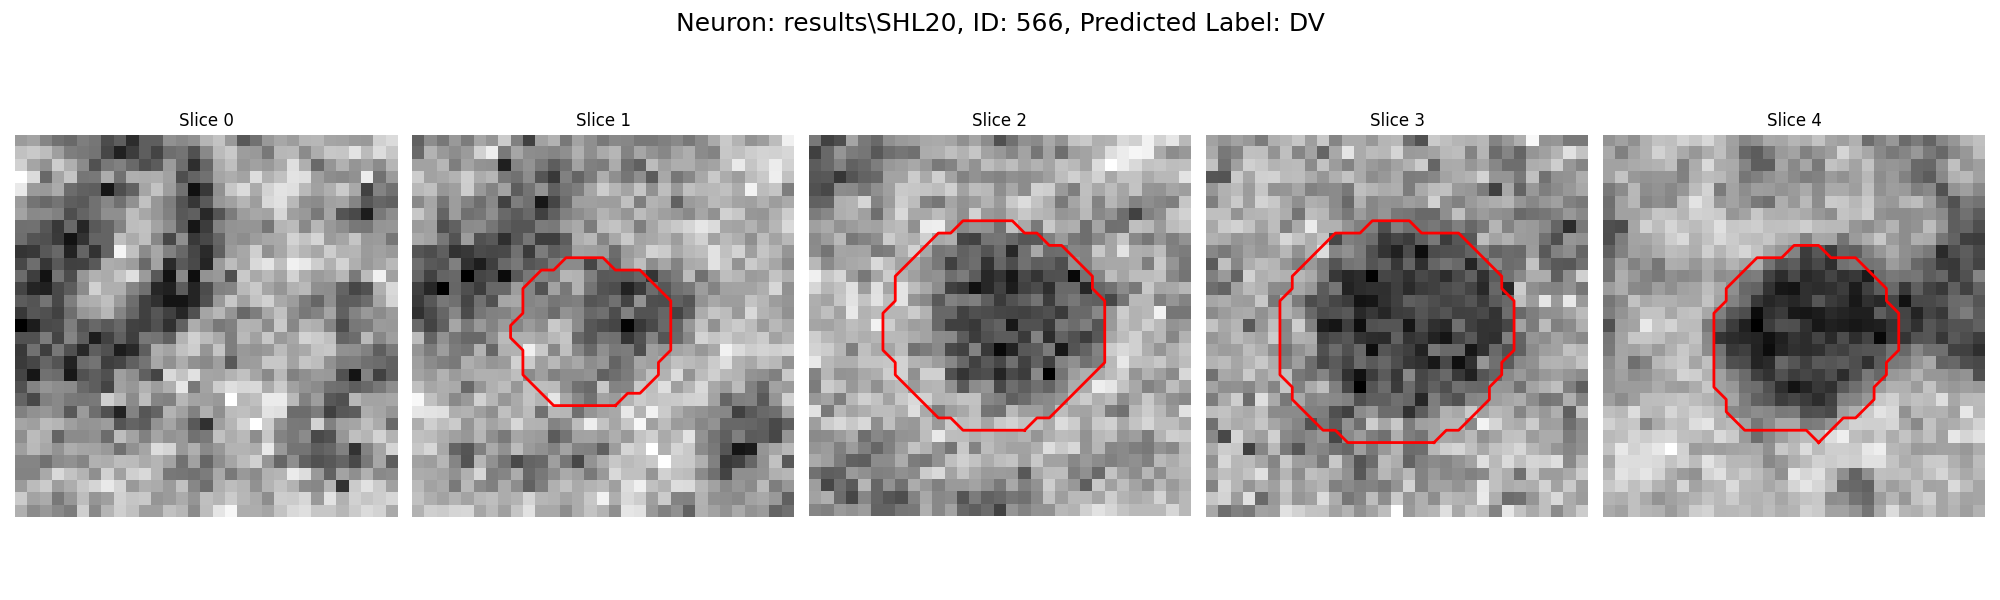 Neuron: results\SHL20, ID: 566, Predicted Label: DV
Slice 0
Slice 1
Slice 2
Slice 3
Slice 4